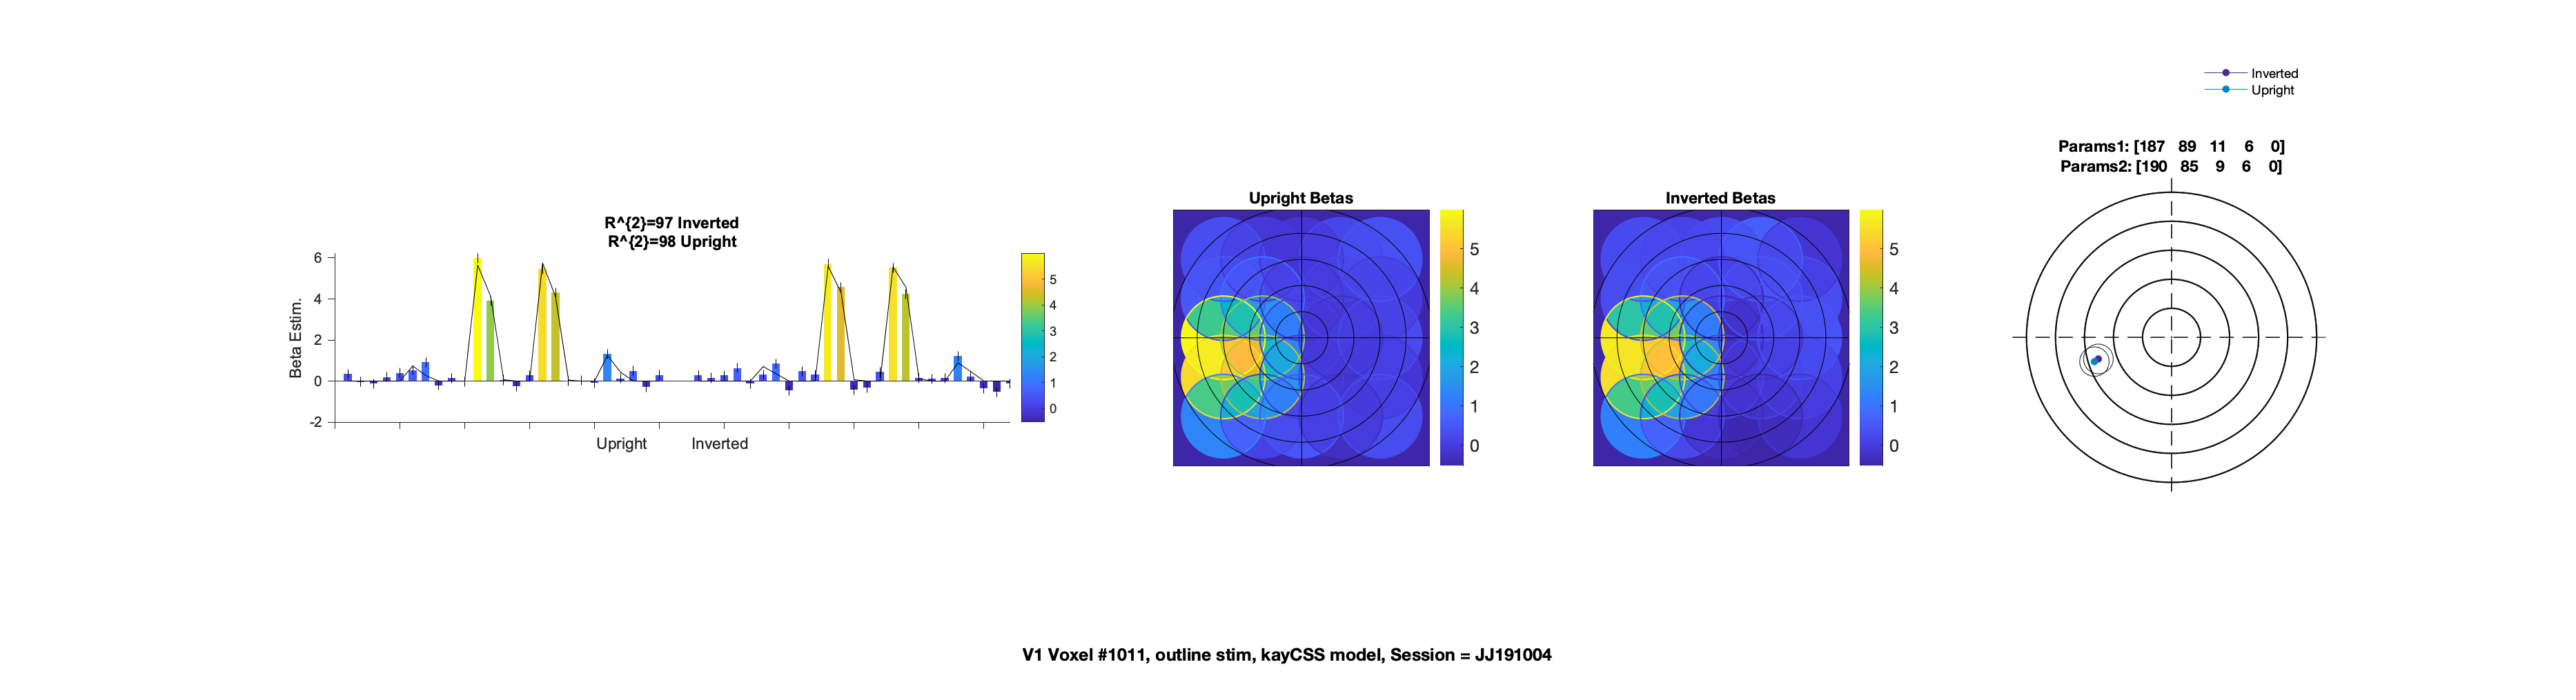 Inverted
Upright
Params1: [187 89 11 6 0]
Params2: [190 85 9 6 0]
R^{2}=97 Inverted
R^{2}=98 Upright
Beta Estim.
6
4
2
0
-2
Upright Inverted
5
4
3
2
1
0
Upright Betas
5
4
3
2
1
0
Inverted Betas
5
4
3
2
1
0
V1 Voxel #1011, outline stim, kayCSS model, Session = JJ191004